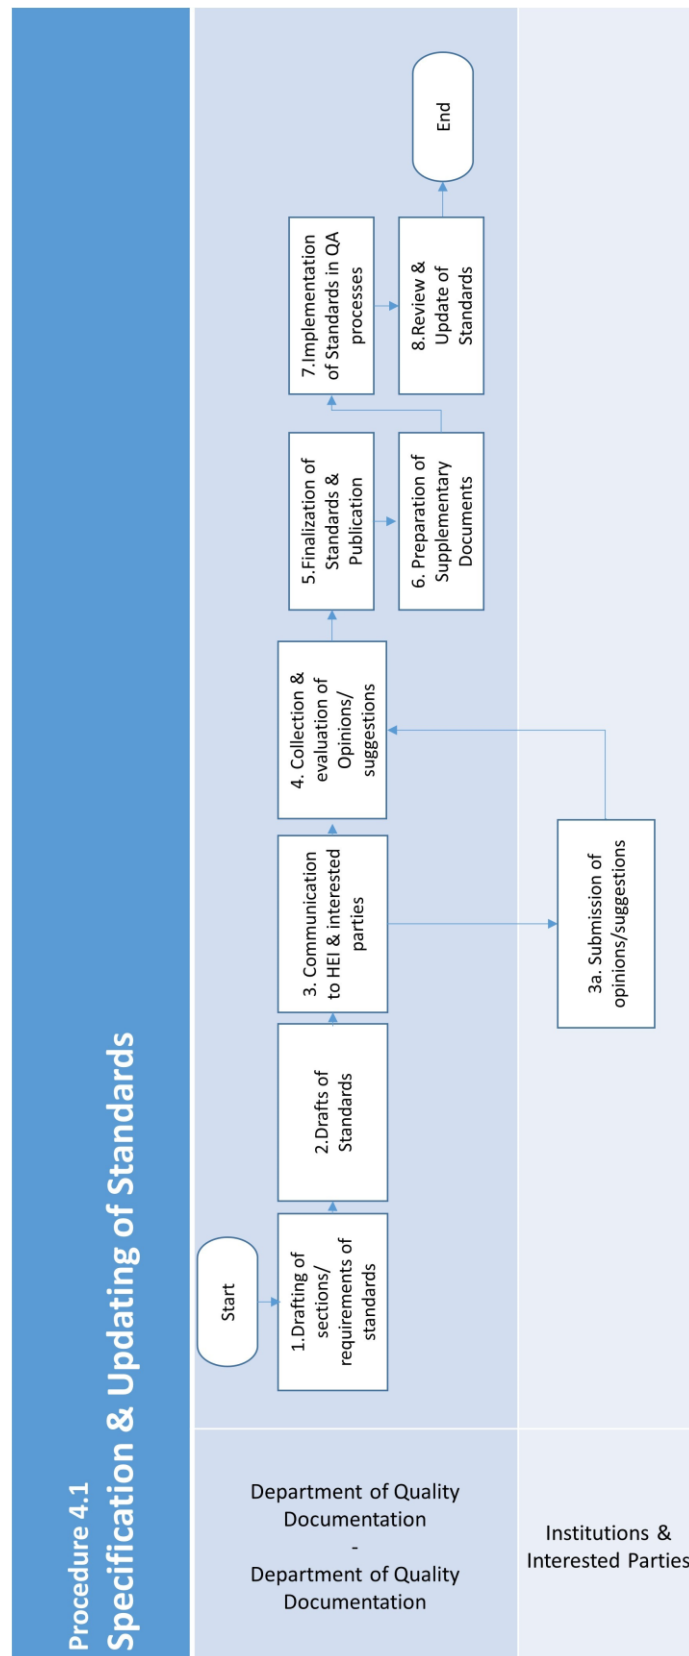 Procedure 4.1
Specification & Updating of Standards
Department of Quality
Documentation
-
Department of Quality
Documentation
Start
1.Drafting of
sections/
requirements of
standards
2.Drafts of
Standards
3. Communication
to HEI & interested
parties
4. Collection &
evaluation of
Opinions/
suggestions
5.Finalization of
Standards &
Publication
6. Preparation of
Supplementary
Documents
7.Implementation
of Standards in QA
processes
8.Review &
Update of
Standards
End
Institutions &
Interested Parties
3a. Submission of
opinions/suggestions